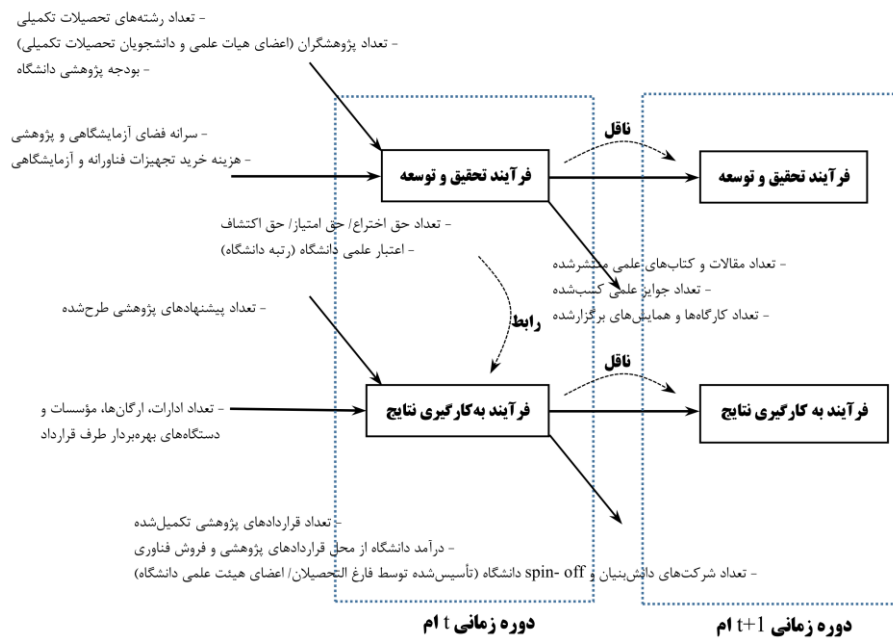 - تعداد رشته‌های تحصیلات تکمیلی
- تعداد پژوهشگران (اعضای هیات علمی و دانشجویان تحصیلات تکمیلی)
- بودجه پژوهشی دانشگاه
- سرانه فضای آزمایشگاهی و پژوهشی
- هزینه خرید تجهیزات فناورانه و آزمایشگاهی
ناقل
فرآیند تحقیق و توسعه
فرآیند تحقیق و توسعه
- تعداد حق اختراع/ حق امتیاز/ حق اکتشاف
- اعتبار علمی دانشگاه (رتبه دانشگاه)
- تعداد مقالات و کتاب‌های علمی منتشرشده
- تعداد جوایز علمی کسب‌شده
- تعداد کارگاه‌ها و همایش‌های برگزارشده
رابط
- تعداد پیشنهادهای پژوهشی طرح‌شده
ناقل
- تعداد ادارات، ارگان‌ها، مؤسسات و
دستگاه‌های بهره‌بردار طرف قرارداد
فرآیند به‌کارگیری نتایج
فرآیند به کارگیری نتایج
- تعداد قراردادهای پژوهشی تکمیل‌شده
- درآمد دانشگاه از محل قراردادهای پژوهشی و فروش فناوری
- تعداد شرکت‌های دانش‌بنیان و spin- off دانشگاه (تأسیس‌شده توسط فارغ التحصیلان/ اعضای هیئت علمی دانشگاه)
دوره زمانی t ام
دوره زمانی t+1 ام